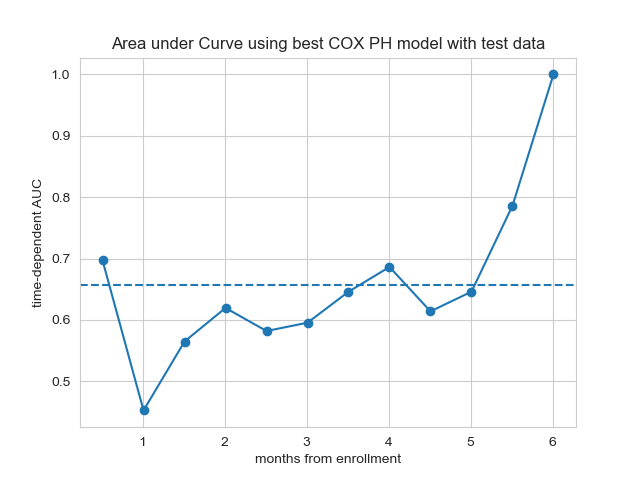 Area under Curve using best COX PH model with test data
time-dependent AUC
1.0
0.9
0.8
0.7
0.6
0.5
1 2 3 4 5 6
months from enrollment